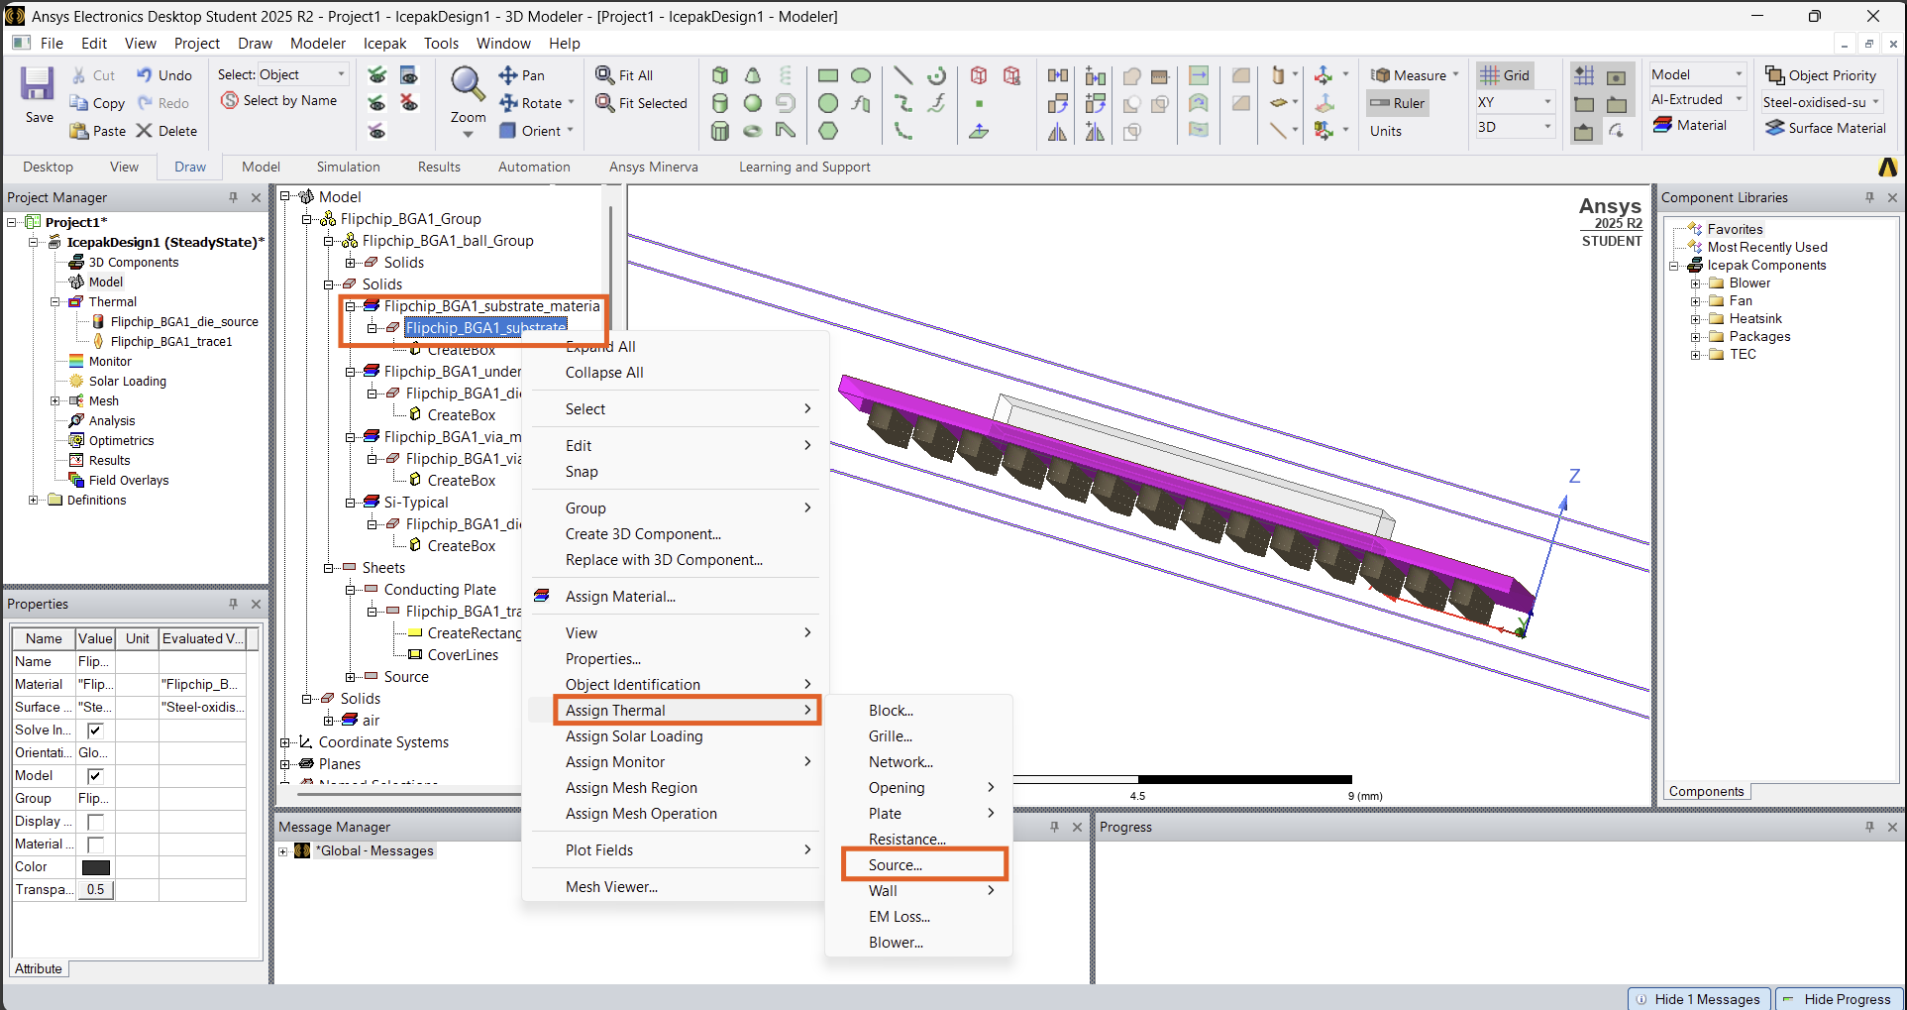 Ansys Electronics Desktop Student 2025 R2 - Project1 - IcepakDesign1 - 3D Modeler - [Project1 - IcepakDesign1 - Modeler]
File Edit View Project Draw Modeler Icepak Tools Window Help
Save
Cut
Copy
Paste
Undo
Redo
Delete
Select: Object
Select by Name
Zoom
Pan
Rotate
Orient
Fit All
Fit Selected
Measure
Ruler
Units
Grid
XY
3D
Model
Al-Extruded
Material
Object Priority
Steel-oxidised-su
Surface Material
Desktop View Draw Model Simulation Results Automation Ansys Minerva Learning and Support
Project Manager
Project1*
IcepakDesign1 (SteadyState)*
3D Components
Model
Thermal
Flipchip_BGA1_die_source
Flipchip_BGA1_trace1
Monitor
Solar Loading
Mesh
Analysis
Optimetrics
Results
Field Overlays
Definitions
Properties
Name Value Unit Evaluated V...
Name Flip...
Material "Flip... "Flipchip_B...
Surface ... "Ste... "Steel-oxidis...
Solve In...
Orientati... Glo...
Model
Group Flip...
Display ...
Material ...
Color
Transpa... 0.5
Attribute
Model
Flipchip_BGA1_Group
Flipchip_BGA1_ball_Group
Solids
Solids
Flipchip_BGA1_substrate_materia
Flipchip_BGA1_substrate
CreateBox
Flipchip_BGA1_under
Flipchip_BGA1_di
CreateBox
Flipchip_BGA1_via_m
Flipchip_BGA1_via
CreateBox
Si-Typical
Flipchip_BGA1_di
CreateBox
Sheets
Conducting Plate
Flipchip_BGA1_tra
CreateRectang
CoverLines
Source
Solids
air
Coordinate Systems
Planes
Named Selections
Expand All
Collapse All
Select
Edit
Snap
Group
Create 3D Component...
Replace with 3D Component...
Assign Material...
View
Properties...
Object Identification
Assign Thermal
Assign Solar Loading
Assign Monitor
Assign Mesh Region
Assign Mesh Operation
Plot Fields
Mesh Viewer...
Block...
Grille...
Network...
Opening
Plate
Resistance...
Source...
Wall
EM Loss...
Blower...
Ansys
2025 R2
STUDENT
Z
Y
4.5 9 (mm)
Component Libraries
Favorites
Most Recently Used
Icepak Components
Blower
Fan
Heatsink
Packages
TEC
Components
Message Manager
*Global - Messages
Progress
Hide 1 Messages
Hide Progress